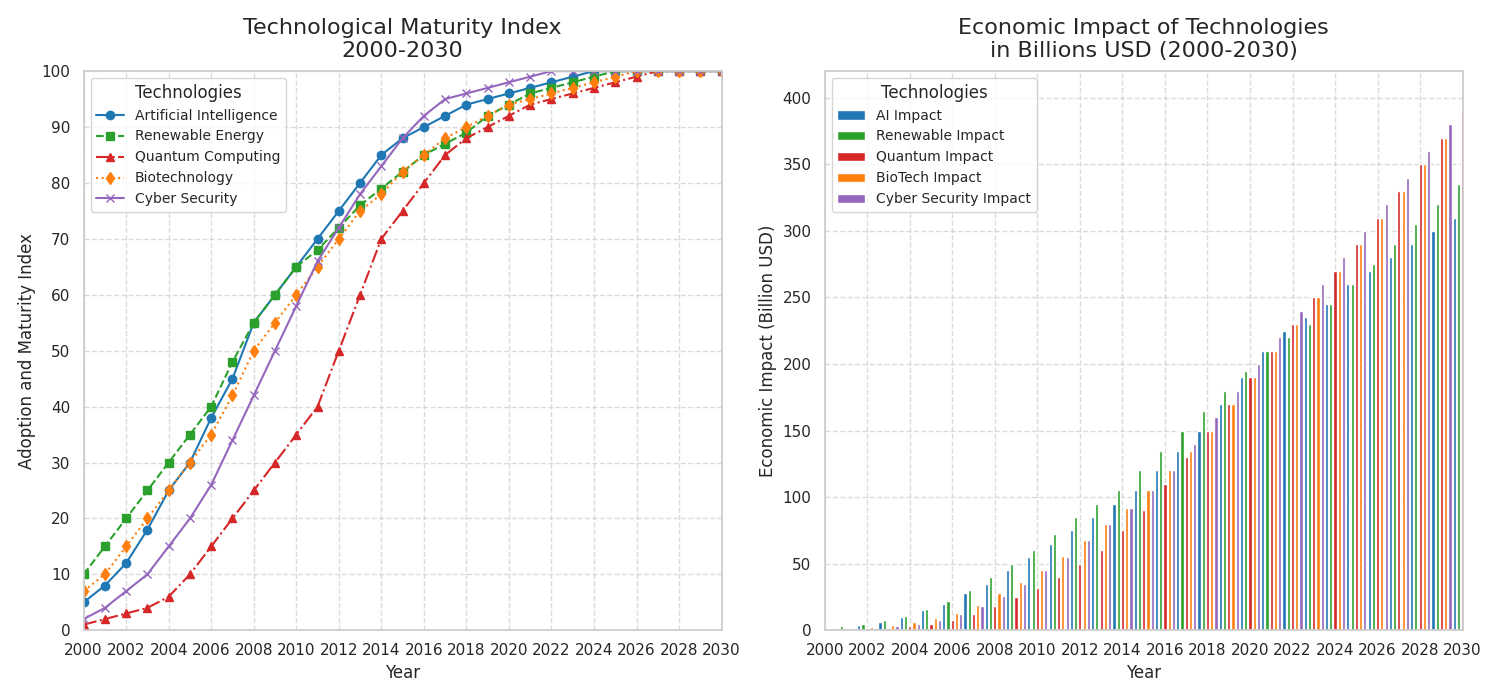 Technological Maturity Index
2000-2030
Adoption and Maturity Index
100
90
80
70
60
50
40
30
20
10
0
Technologies
Artificial Intelligence
Renewable Energy
Quantum Computing
Biotechnology
Cyber Security
2000 2002 2004 2006 2008 2010 2012 2014 2016 2018 2020 2022 2024 2026 2028 2030
Year
Economic Impact of Technologies
in Billions USD (2000-2030)
Economic Impact (Billion USD)
400
350
300
250
200
150
100
50
0
Technologies
AI Impact
Renewable Impact
Quantum Impact
BioTech Impact
Cyber Security Impact
2000 2002 2004 2006 2008 2010 2012 2014 2016 2018 2020 2022 2024 2026 2028 2030
Year